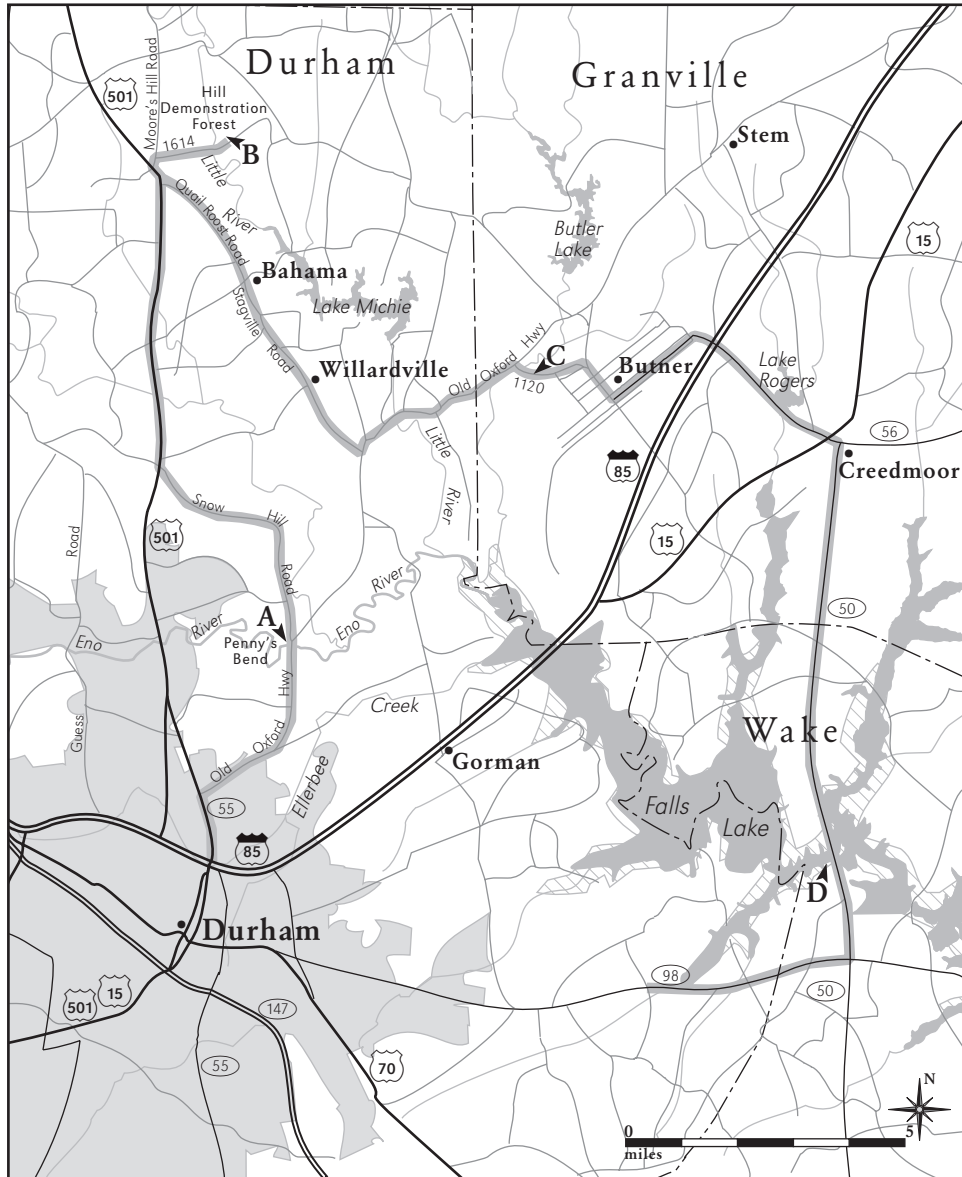 Durham
Granville
501
Moore's Hill Road
Hill
Demonstration
Forest
1614
B
Little
River
Stem
Quail Roost Road
Butler
Lake
15
Bahama
Lake Michie
Stagville
Road
Willardville
Old Oxford Hwy
C
1120
Butner
Lake
Rogers
56
Creedmoor
Little
River
85
Snow
Hill
Road
501
15
Road
50
River
Eno
A
Penny's
Bend
River
Eno
Hwy
Creek
Wake
Guess
Oxford
Old
Gorman
Ellerbee
55
Falls
Lake
85
D
Durham
98
50
501
15
147
55
70
N
0
5
miles